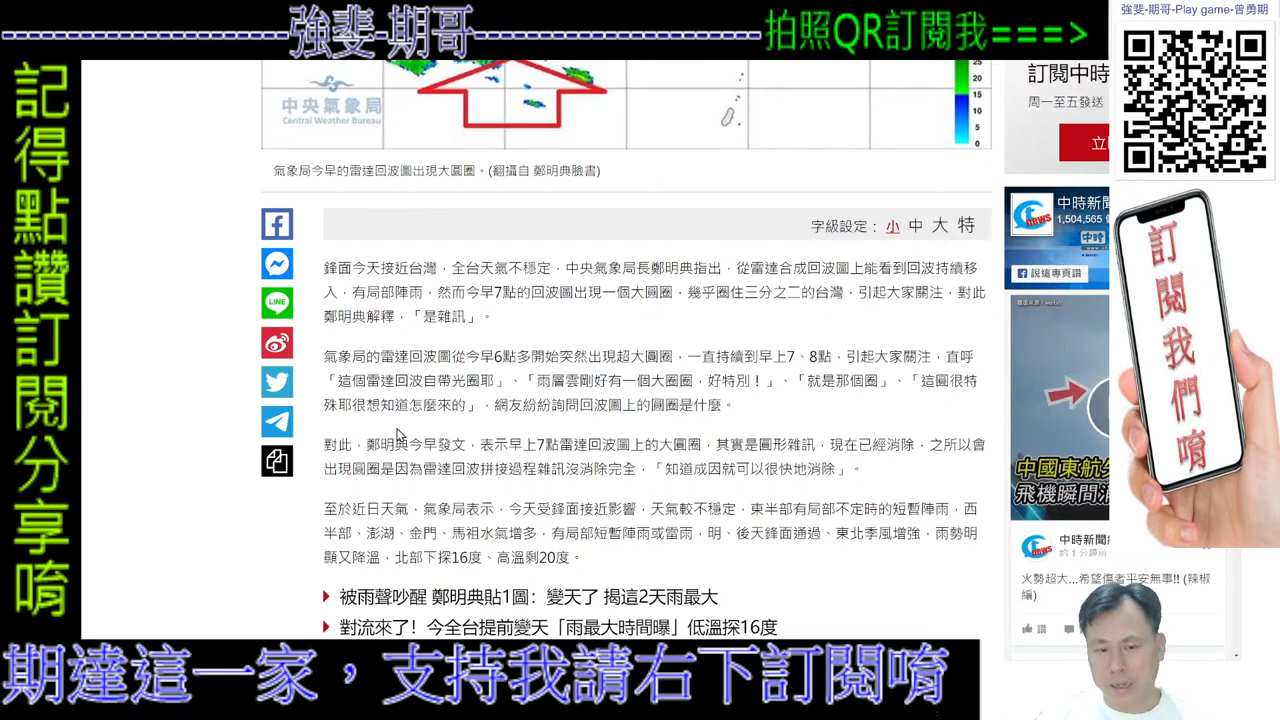 ---------------------強斐-期哥---------------------
拍照QR訂閱我===>
強斐-期哥-Play game-曾勇期
記得點讚訂閱分享唷
中央氣象局
Central Weather Bureau
25
20
15
10
5
0
氣象局今早的雷達回波圖出現大圓圈。(翻攝自 鄭明典臉書)
字級設定：小 中 大 特
鋒面今天接近台灣，全台天氣不穩定，中央氣象局長鄭明典指出，從雷達合成回波圖上能看到回波持續移
入，有局部陣雨，然而今早7點的回波圖出現一個大圓圈，幾乎圈住三分之二的台灣，引起大家關注，對此
鄭明典解釋，「是雜訊」。
氣象局的雷達回波圖從今早6點多開始突然出現超大圓圈，一直持續到早上7、8點，引起大家關注，直呼
「這個雷達回波自帶光圈耶」、「雨層雲剛好有一個大圈圈，好特別！」、「就是那個圈」、「這圓很特
殊耶很想知道怎麼來的」，網友紛紛詢問回波圖上的圓圈是什麼。
對此，鄭明典今早發文，表示早上7點雷達回波圖上的大圓圈，其實是圓形雜訊，現在已經消除，之所以會
出現圓圈是因為雷達回波拼接過程雜訊沒消除完全，「知道成因就可以很快地消除」。
至於近日天氣，氣象局表示，今天受鋒面接近影響，天氣較不穩定，東半部有局部不定時的短暫陣雨，西
半部、澎湖、金門、馬祖水氣增多，有局部短暫陣雨或雷雨，明、後天鋒面通過、東北季風增強，雨勢明
顯又降溫，北部下探16度、高溫剩20度。
被雨聲吵醒 鄭明典貼1圖：變天了 揭這2天雨最大
對流來了！今全台提前變天「雨最大時間曝」低溫探16度
LINE
訂閱中時
周一至五發送
立
news
中時新聞
1,504,565
中時
說這專頁讚
中國東航失
飛機瞬間消
中時新聞網
約 1 分鐘前
火勢超大...希望傷者平安無事!! (辣椒
編)
讚
訂閱我們唷
期達這一家，支持我請右下訂閱唷